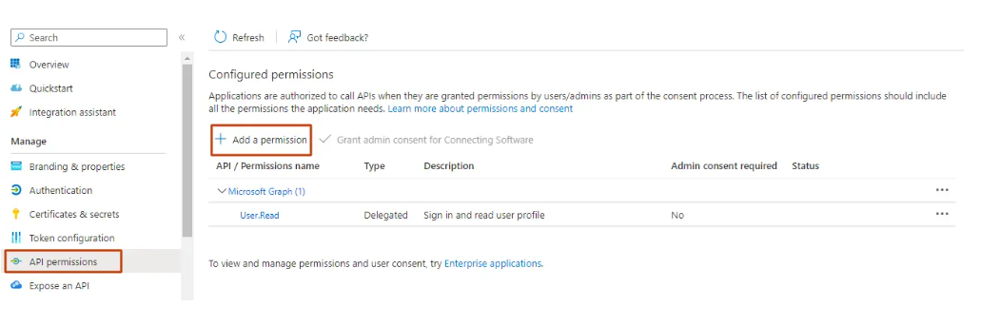 Search
«
Overview
Quickstart
Integration assistant
Manage
Branding & properties
Authentication
Certificates & secrets
Token configuration
API permissions
Expose an API
Refresh
Got feedback?
Configured permissions
Applications are authorized to call APIs when they are granted permissions by users/admins as part of the consent process. The list of configured permissions should include
all the permissions the application needs. Learn more about permissions and consent
+ Add a permission ✓ Grant admin consent for Connecting Software
API / Permissions name Type Description Admin consent required Status
Microsoft Graph (1) ...
User.Read Delegated Sign in and read user profile No ...
To view and manage permissions and user consent, try Enterprise applications.